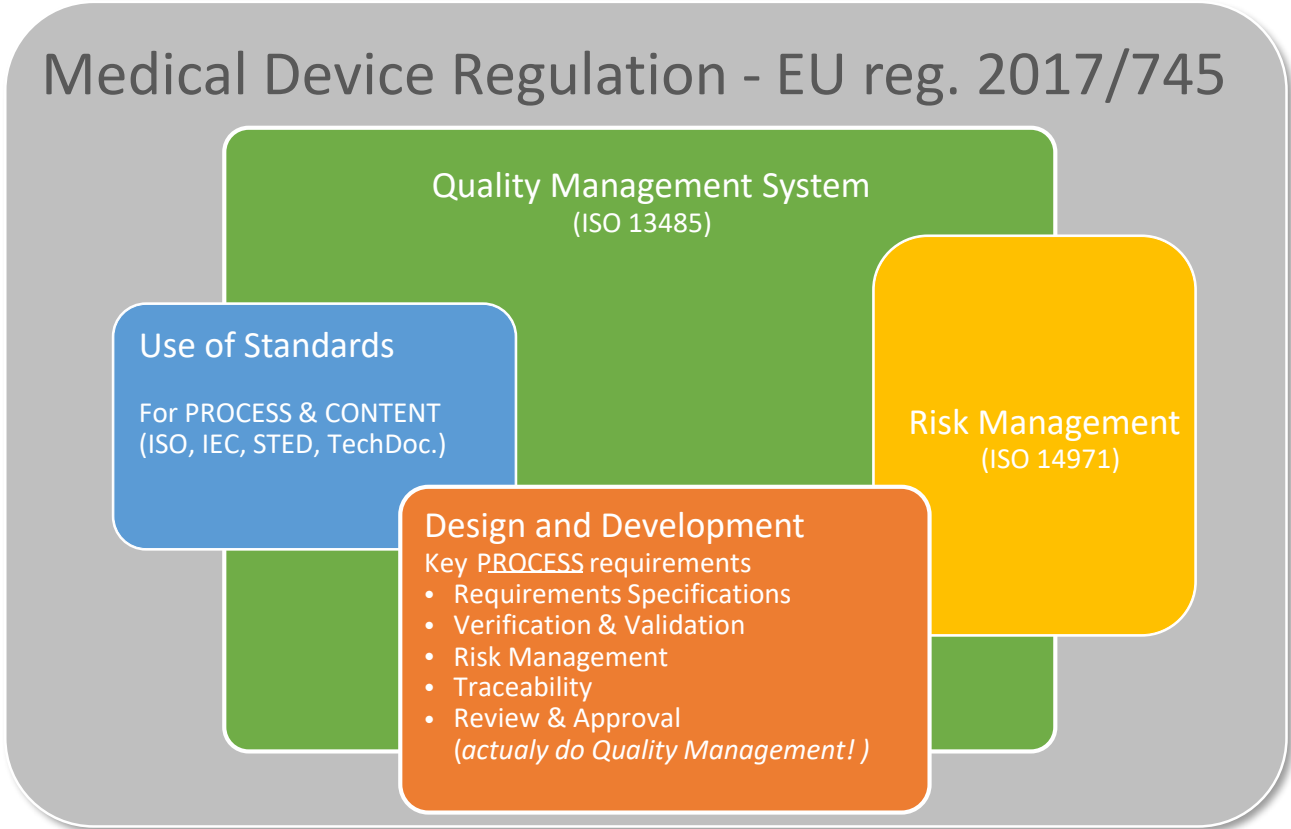 Medical Device Regulation - EU reg. 2017/745
Quality Management System
(ISO 13485)
Use of Standards
For PROCESS & CONTENT
(ISO, IEC, STED, TechDoc.)
Risk Management
(ISO 14971)
Design and Development
Key PROCESS requirements
• Requirements Specifications
• Verification & Validation
• Risk Management
• Traceability
• Review & Approval
(actualy do Quality Management! )